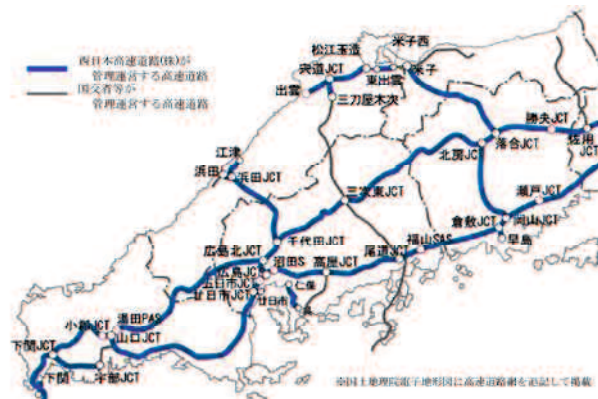 西日本高速道路(株)が
管理運営する高速道路
国交省等が
管理運営する高速道路
米子西
松江玉造
宍道JCT
東出雲
米子
出雲
三刀屋木次
勝央JCT
佐用
JCT
落合JCT
北房JCT
江津
浜田
浜田JCT
三次東JCT
瀬戸JCT
岡山JCT
倉敷JCT
早島
千代田JCT
福山SAS
尾道JCT
広島北JCT
沼田S
高屋JCT
広島JCT
五日市JCT
廿日市JCT
廿日市
仁保
呉
湯田PAS
小郡JCT
山口JCT
下関JCT
宇部JCT
下関
※国土地理院電子地形図に高速道路網を追記して掲載